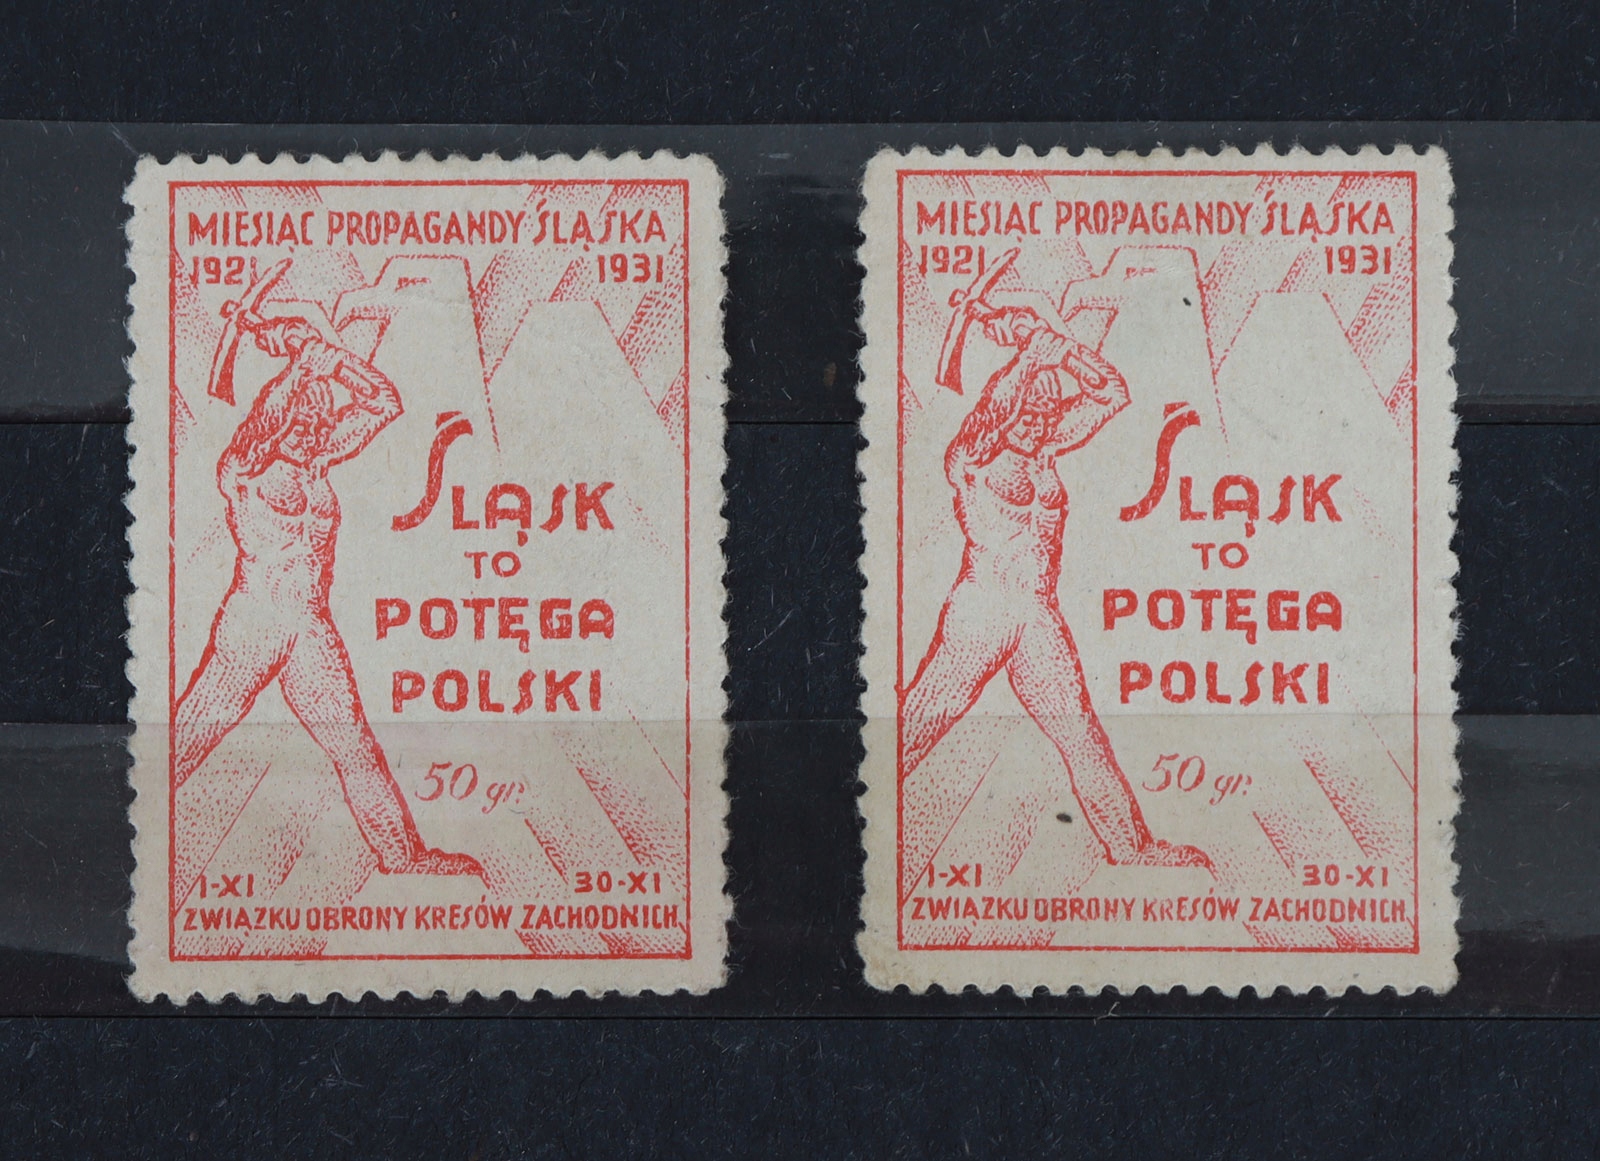 MIESIĄC PROPAGANDY ŚLĄSKA
1921 1931
ŚLĄSK
TO
POTĘGA
POLSKI
50 gr.
1-XI 30-XI
ZWIĄZKU OBRONY KRESÓW ZACHODNICH
MIESIĄC PROPAGANDY ŚLĄSKA
1921 1931
ŚLĄSK
TO
POTĘGA
POLSKI
50 gr.
1-XI 30-XI
ZWIĄZKU OBRONY KRESÓW ZACHODNICH